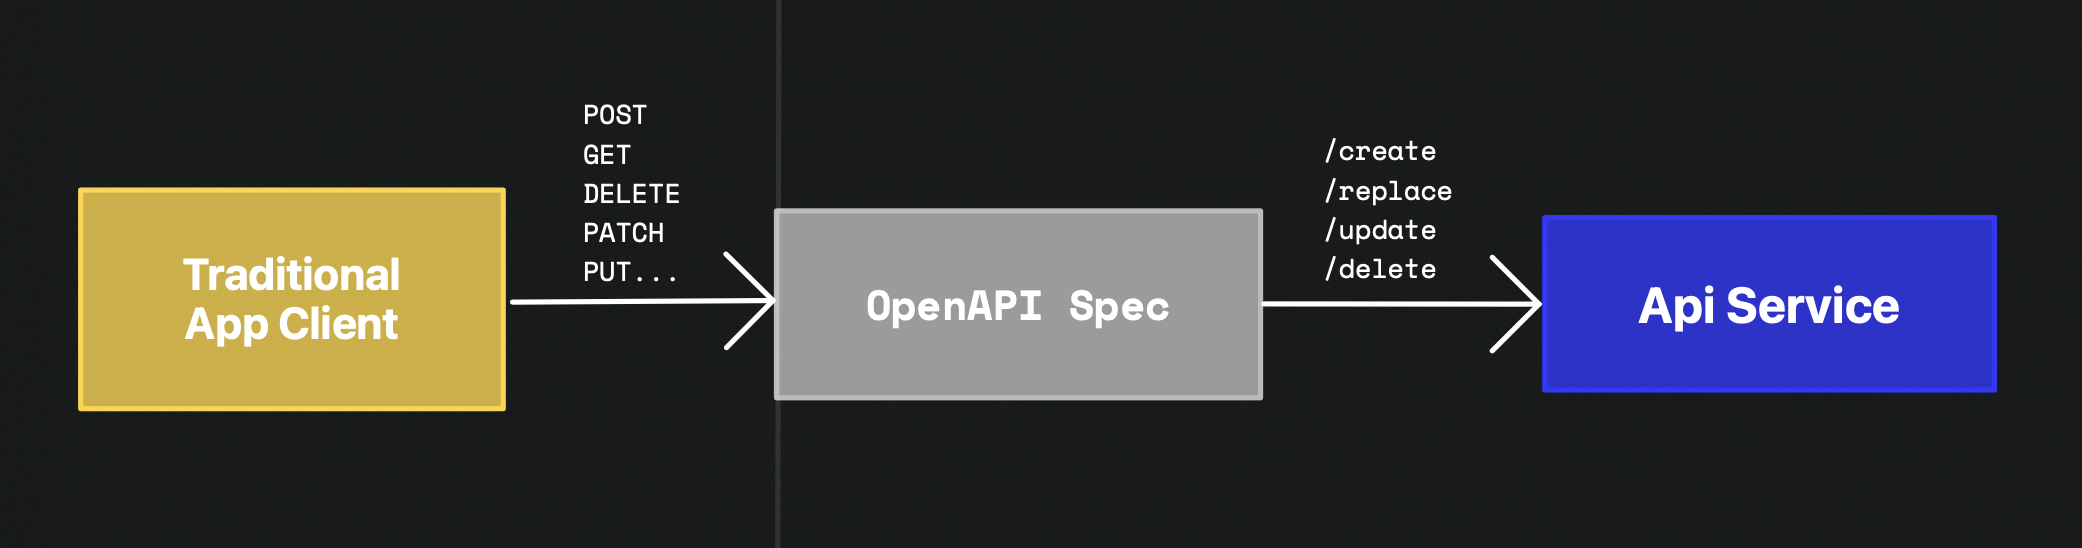 Traditional
App Client
POST
GET
DELETE
PATCH
PUT...
OpenAPI Spec
/create
/replace
/update
/delete
Api Service